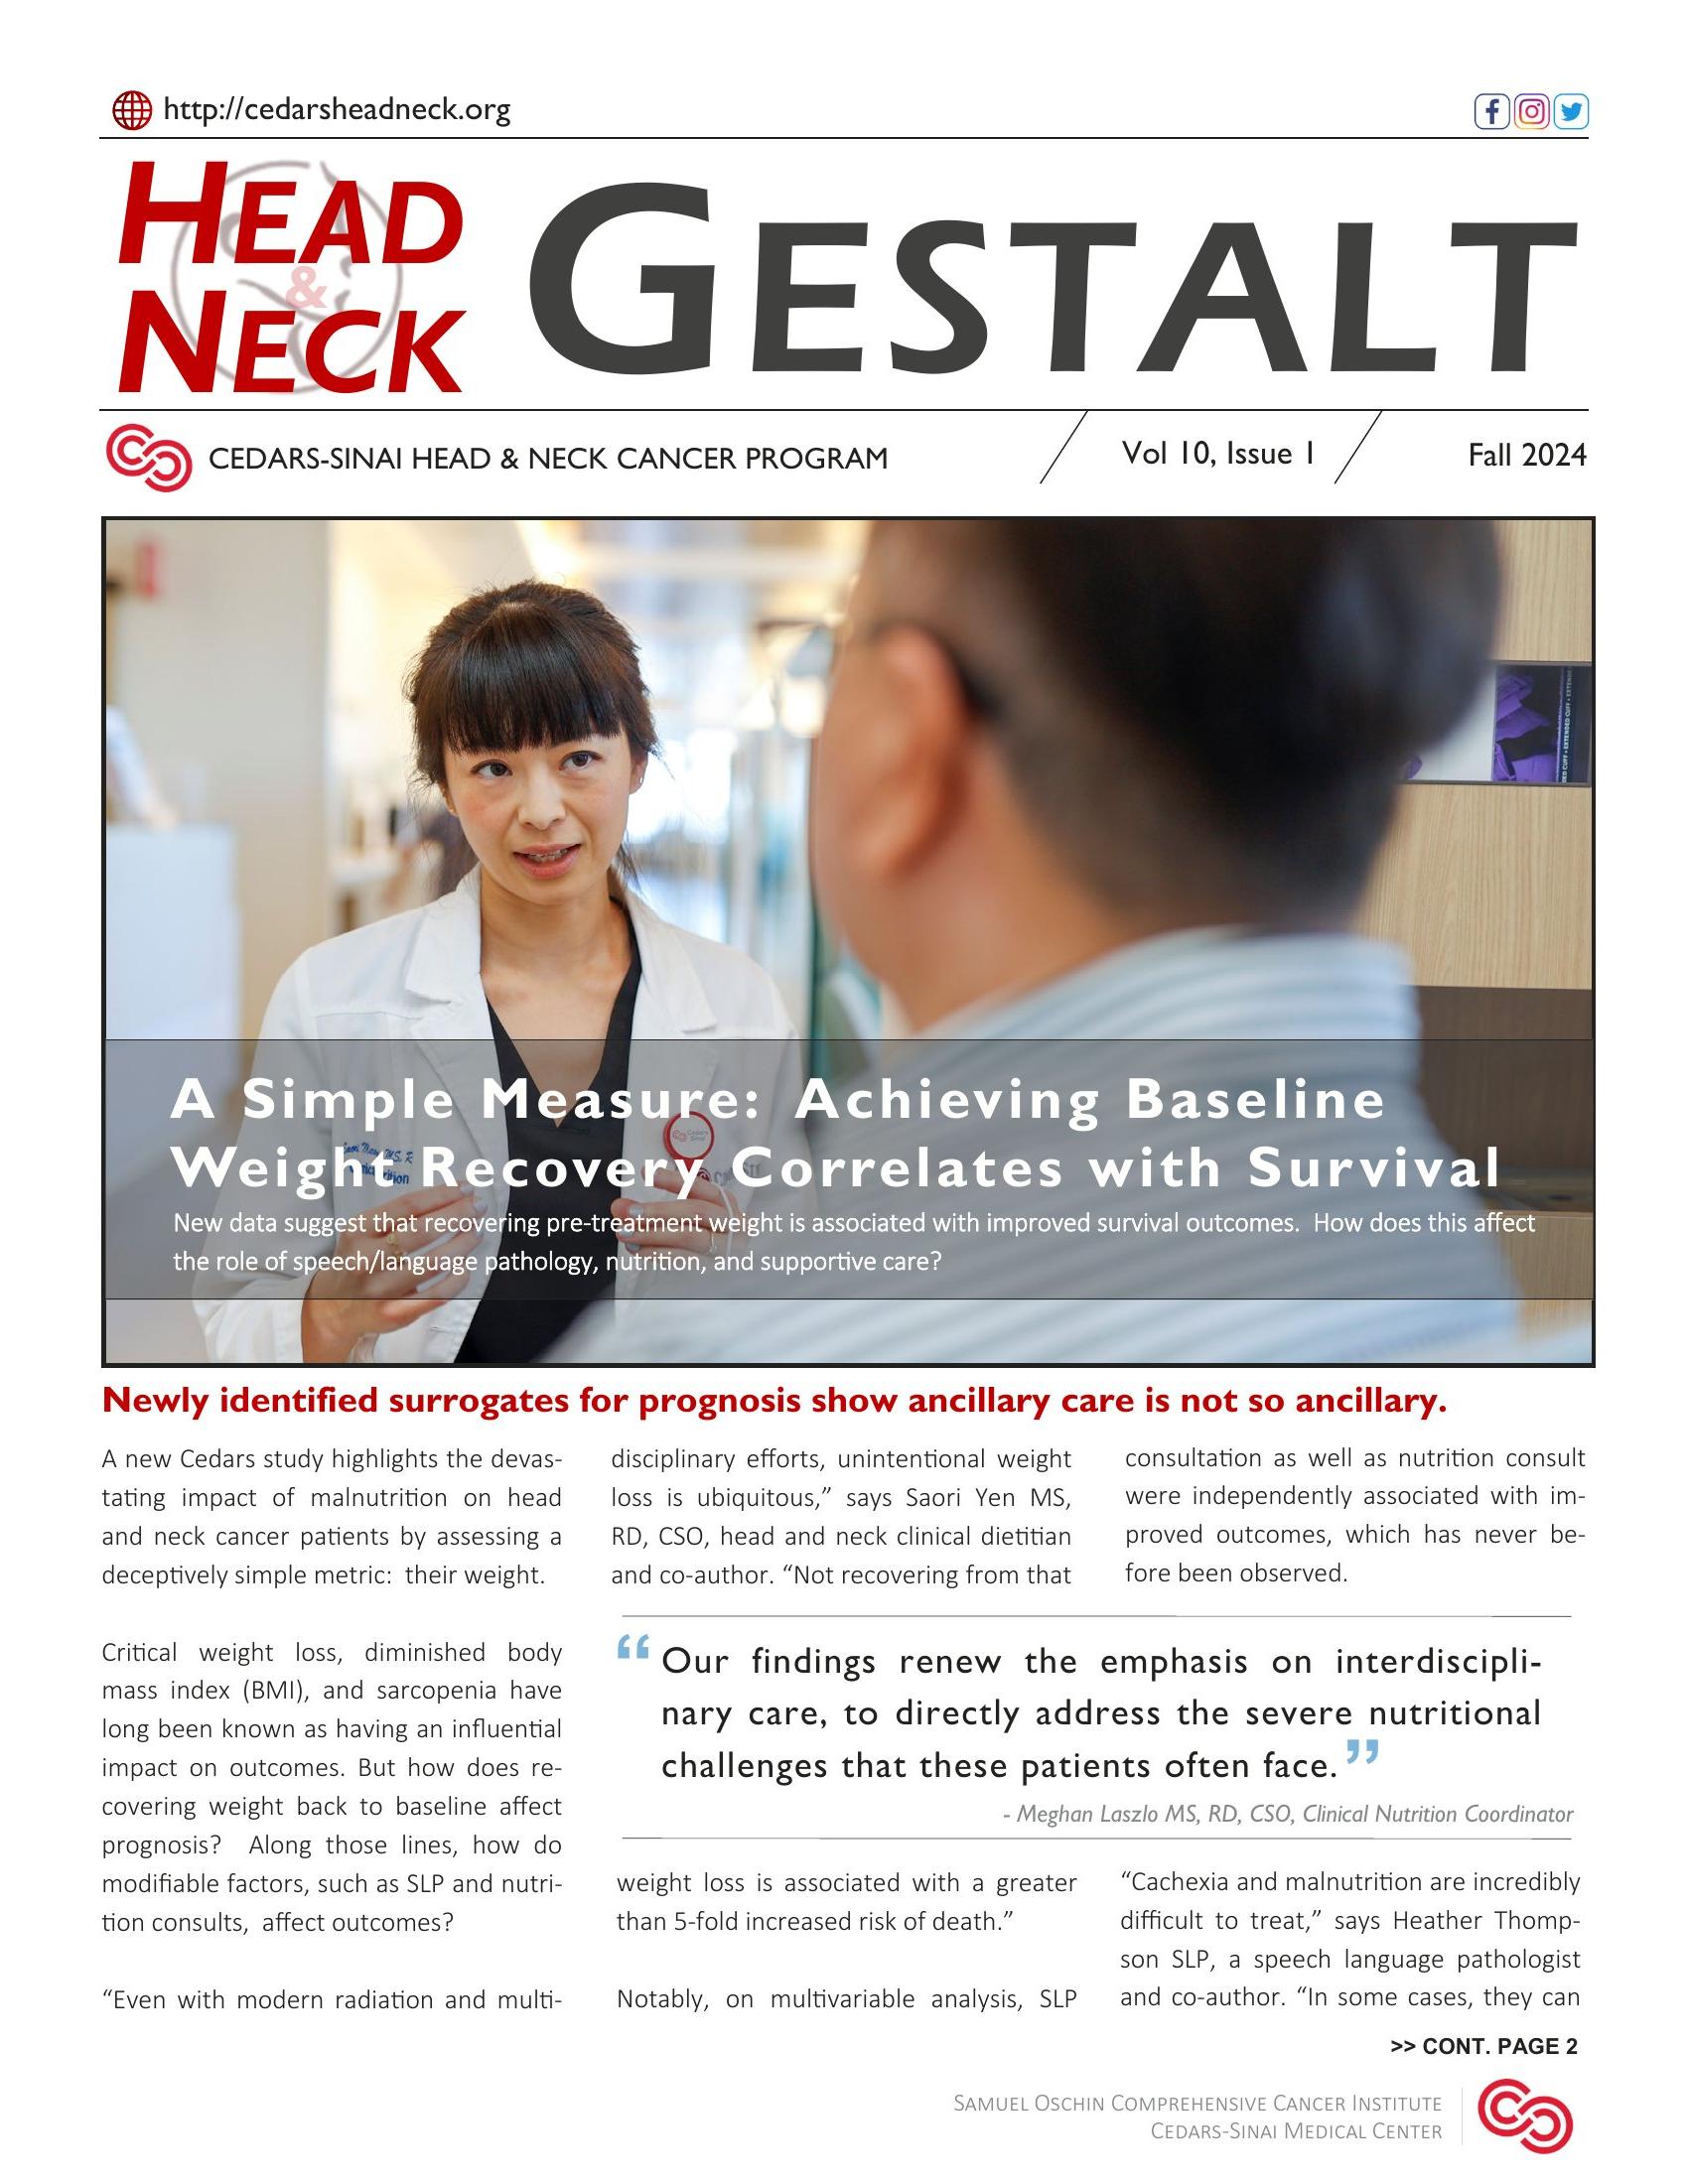 http://cedarsheadneck.org
HEAD
&
NECK
GESTALT
CEDARS-SINAI HEAD & NECK CANCER PROGRAM
Vol 10, Issue 1
Fall 2024
A Simple Measure: Achieving Baseline
Weight Recovery Correlates with Survival
New data suggest that recovering pre-treatment weight is associated with improved survival outcomes. How does this affect
the role of speech/language pathology, nutrition, and supportive care?
Newly identified surrogates for prognosis show ancillary care is not so ancillary.
A new Cedars study highlights the devas-
tating impact of malnutrition on head
and neck cancer patients by assessing a
deceptively simple metric: their weight.
Critical weight loss, diminished body
mass index (BMI), and sarcopenia have
long been known as having an influential
impact on outcomes. But how does re-
covering weight back to baseline affect
prognosis? Along those lines, how do
modifiable factors, such as SLP and nutri-
tion consults, affect outcomes?
“Even with modern radiation and multi-
disciplinary efforts, unintentional weight
loss is ubiquitous,” says Saori Yen MS,
RD, CSO, head and neck clinical dietitian
and co-author. “Not recovering from that
weight loss is associated with a greater
than 5-fold increased risk of death.”
Notably, on multivariable analysis, SLP
consultation as well as nutrition consult
were independently associated with im-
proved outcomes, which has never be-
fore been observed.
“Our findings renew the emphasis on interdiscipli-
nary care, to directly address the severe nutritional
challenges that these patients often face.”
- Meghan Laszlo MS, RD, CSO, Clinical Nutrition Coordinator
“Cachexia and malnutrition are incredibly
difficult to treat,” says Heather Thomp-
son SLP, a speech language pathologist
and co-author. “In some cases, they can
>> CONT. PAGE 2
SAMUEL OSCHIN COMPREHENSIVE CANCER INSTITUTE
CEDARS-SINAI MEDICAL CENTER